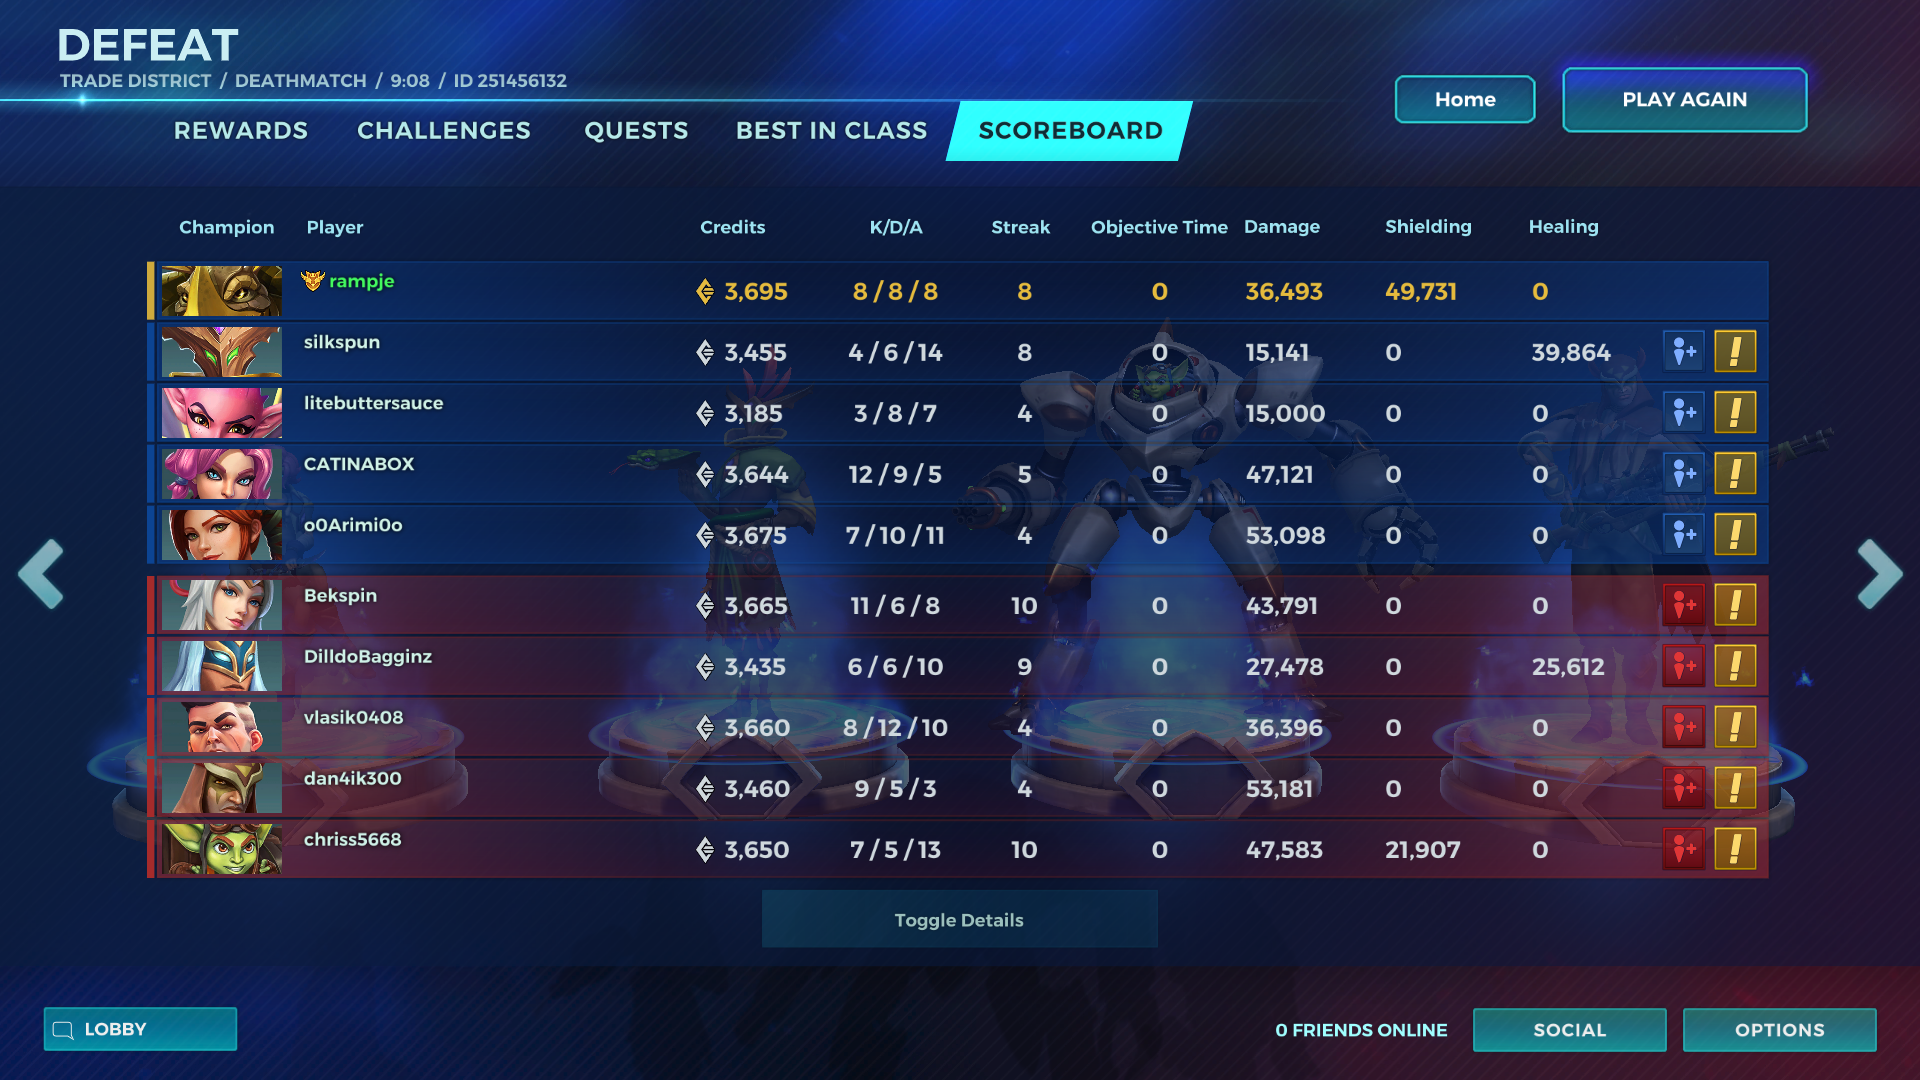 DEFEAT
TRADE DISTRICT / DEATHMATCH / 9:08 / ID 251456132
Home
PLAY AGAIN
REWARDS CHALLENGES QUESTS BEST IN CLASS SCOREBOARD
Champion Player Credits K/D/A Streak Objective Time Damage Shielding Healing
rampje 3,695 8 / 8 / 8 8 0 36,493 49,731 0
silkspun 3,455 4 / 6 / 14 8 0 15,141 0 39,864
litebuttersauce 3,185 3 / 8 / 7 4 0 15,000 0 0
CATINABOX 3,644 12 / 9 / 5 5 0 47,121 0 0
o0Arimi0o 3,675 7 / 10 / 11 4 0 53,098 0 0
Bekspin 3,665 11 / 6 / 8 10 0 43,791 0 0
DilldoBagginz 3,435 6 / 6 / 10 9 0 27,478 0 25,612
vlasik0408 3,660 8 / 12 / 10 4 0 36,396 0 0
dan4ik300 3,460 9 / 5 / 3 4 0 53,181 0 0
chriss5668 3,650 7 / 5 / 13 10 0 47,583 21,907 0
Toggle Details
LOBBY
0 FRIENDS ONLINE
SOCIAL
OPTIONS